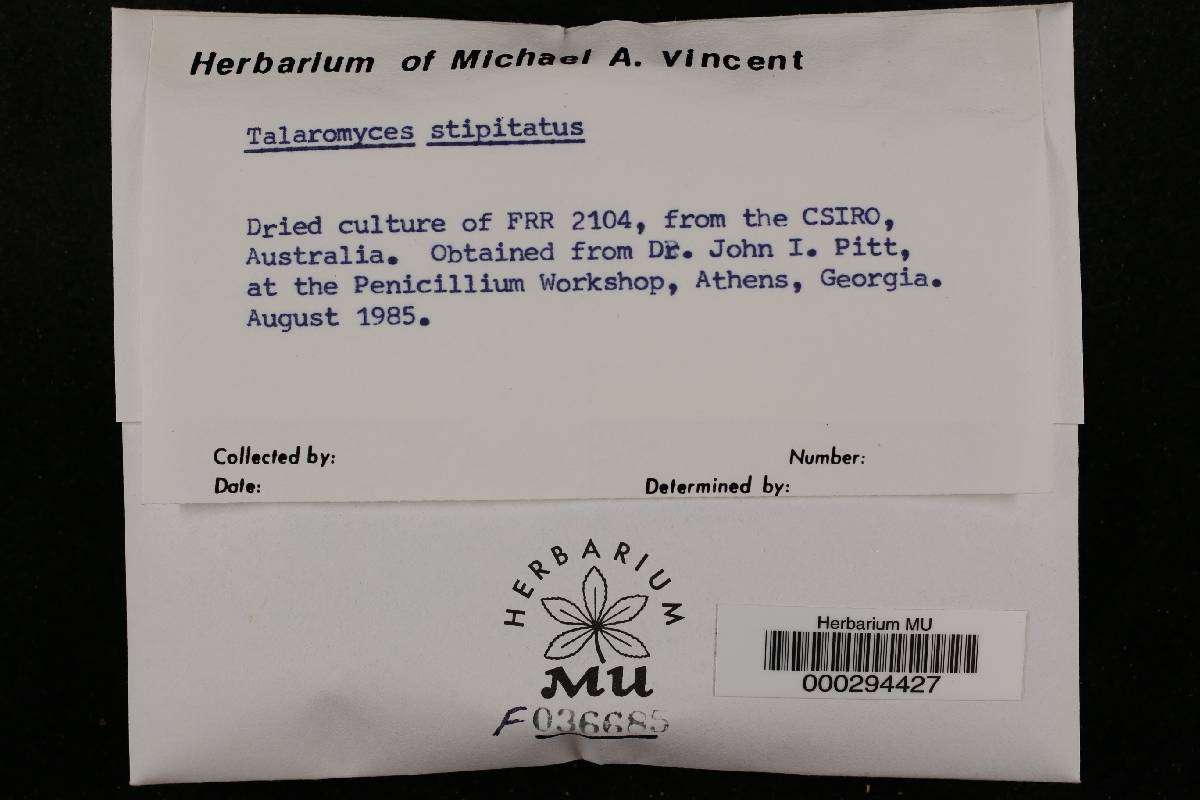 Herbarium of Michael A. Vincent
Talaromyces stipitatus
Dried culture of FRR 2104, from the CSIRO,
Australia. Obtained from Dr. John I. Pitt,
at the Penicillium Workshop, Athens, Georgia.
August 1985.
Collected by:
Number:
Date:
Determined by:
HERBARIUM
MU
F036685
Herbarium MU
000294427